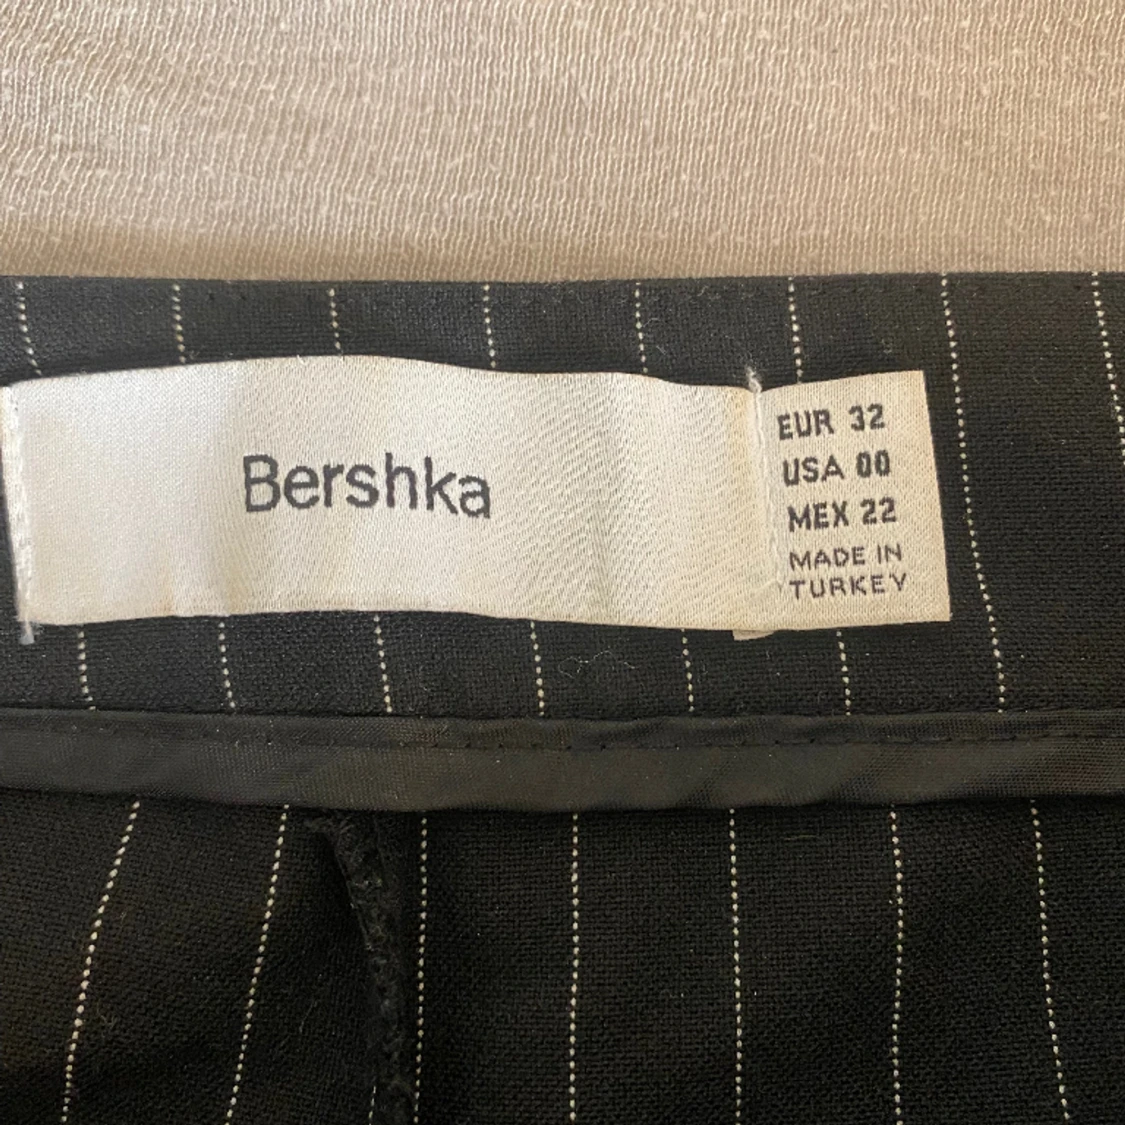 Bershka
EUR 32
USA 00
MEX 22
MADE IN
TURKEY